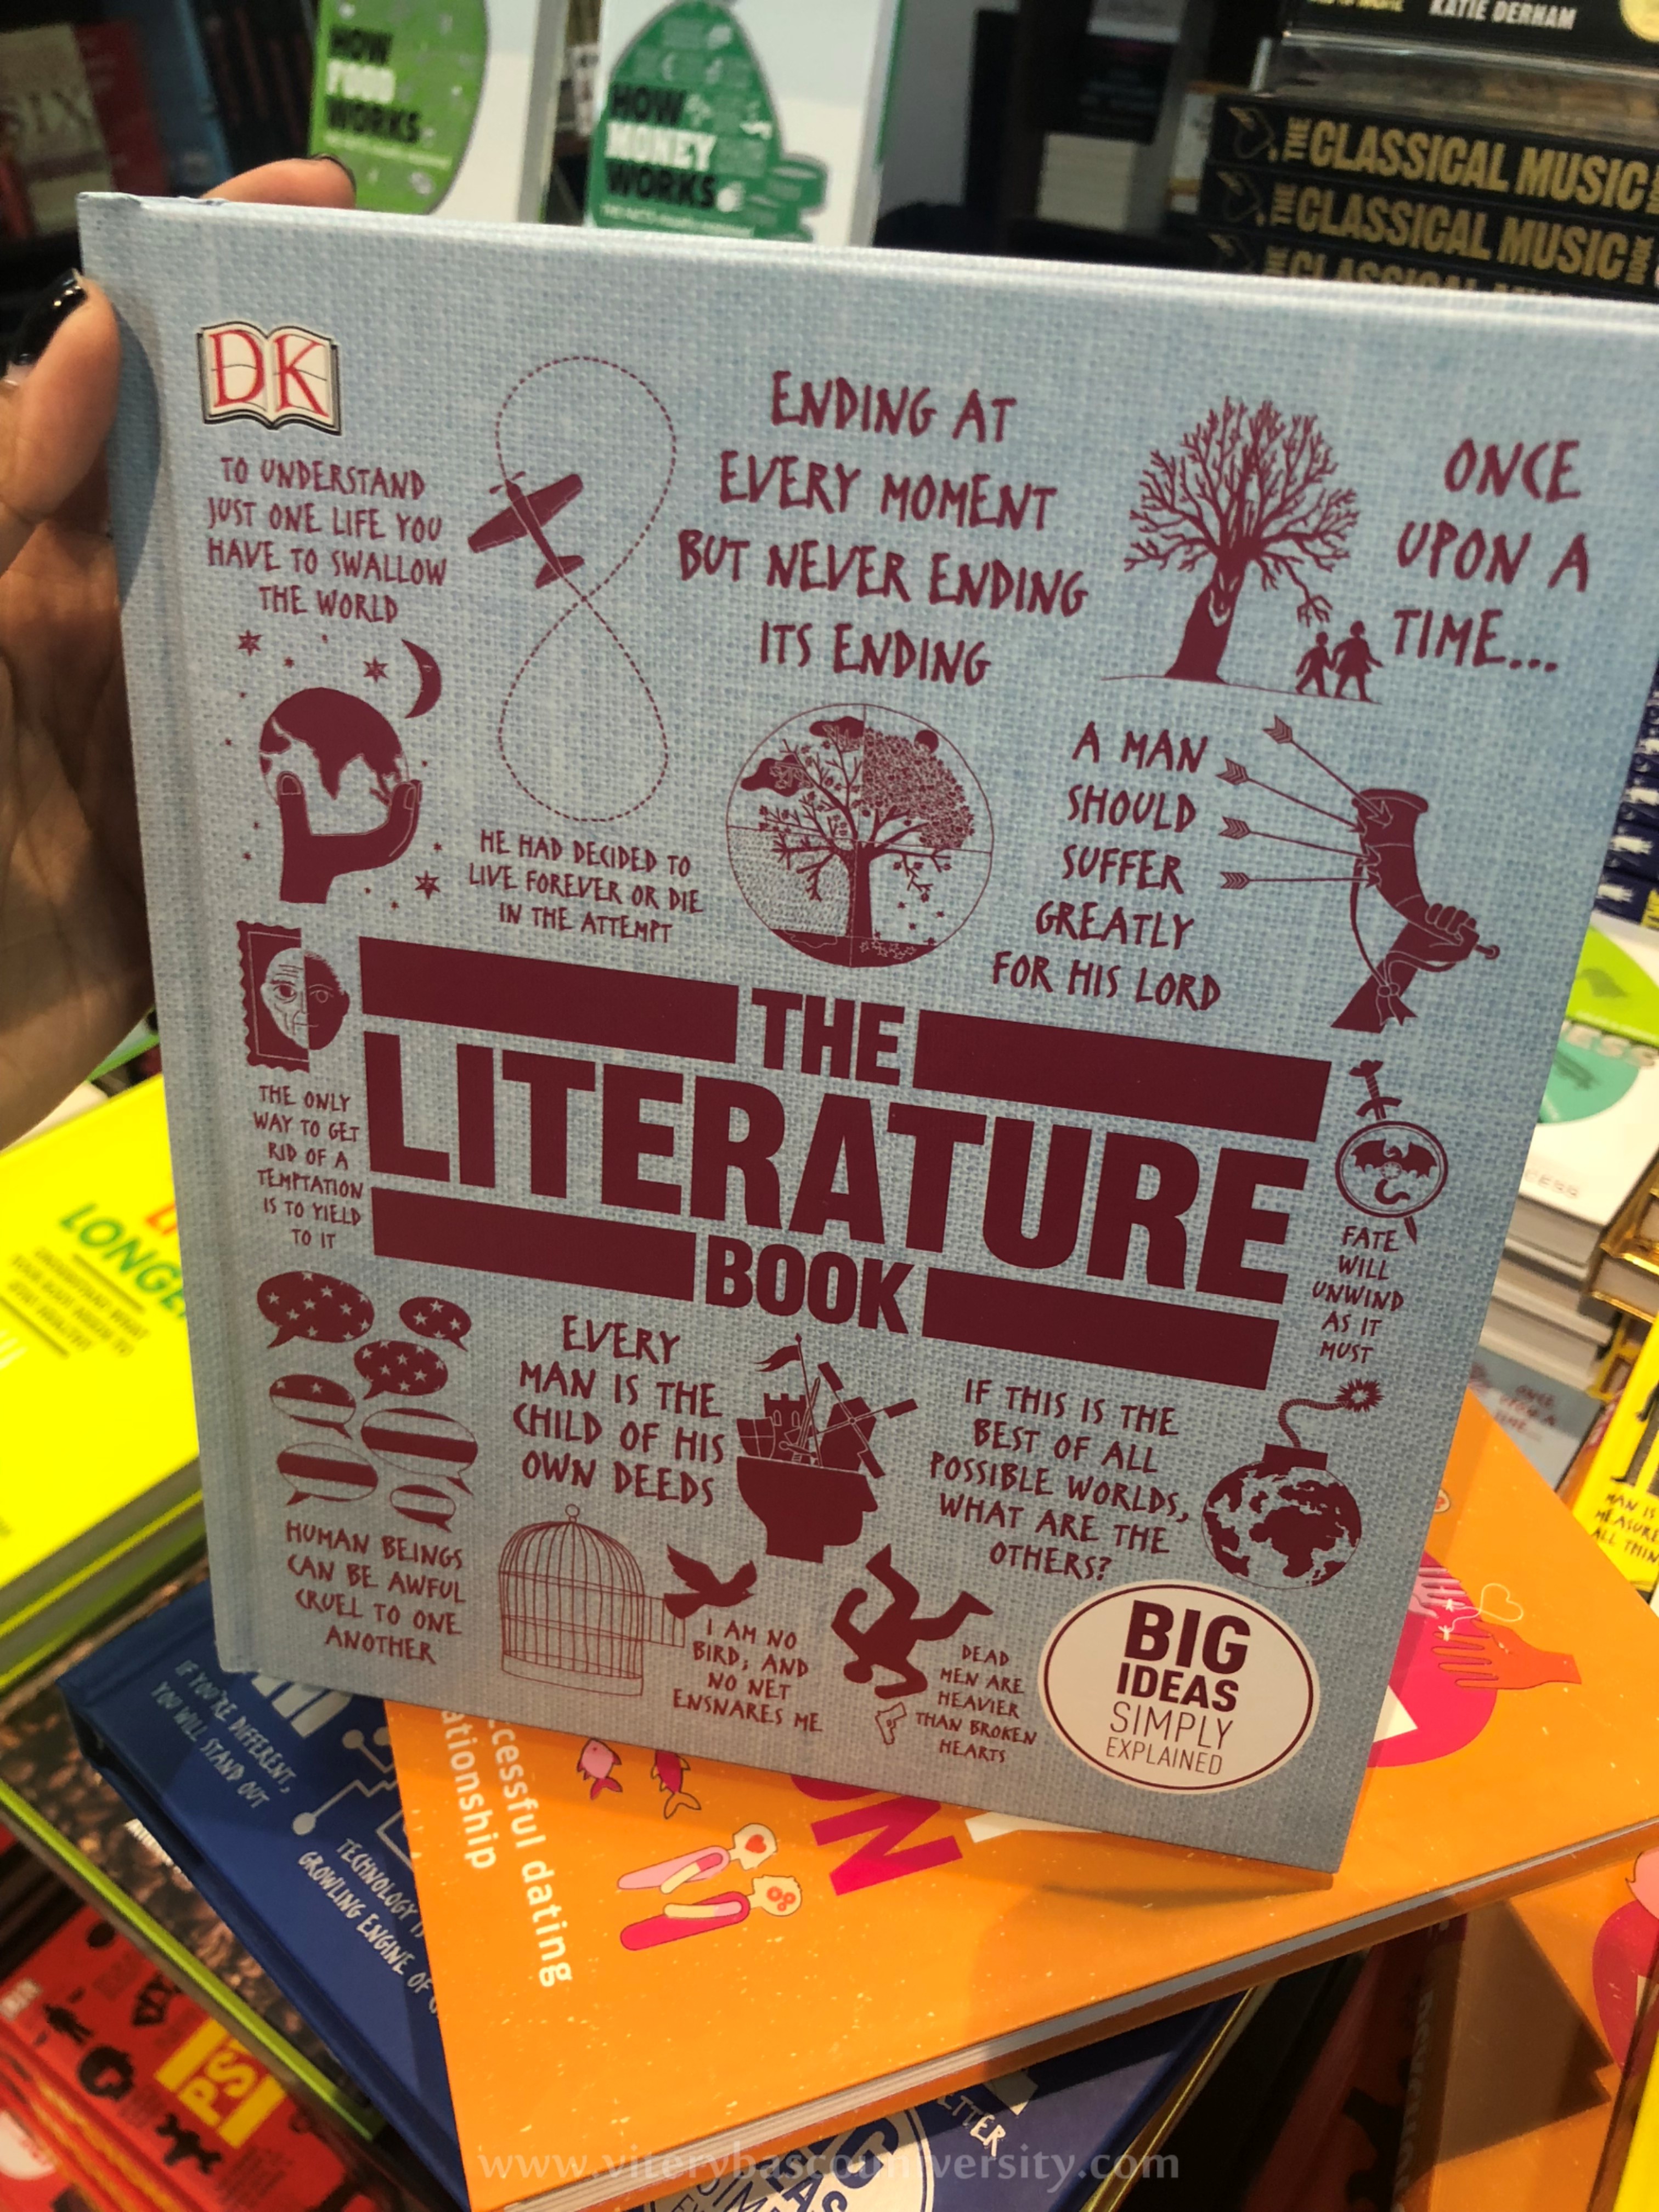 KATIE DERHAM
HOW
FOOD
WORKS
HOW
MONEY
WORKS
THE CLASSICAL MUSIC
THE CLASSICAL MUSIC BOOK
DK
TO UNDERSTAND
JUST ONE LIFE YOU
HAVE TO SWALLOW
THE WORLD
ENDING AT
EVERY MOMENT
BUT NEVER ENDING
ITS ENDING
ONCE
UPON A
TIME...
HE HAD DECIDED TO
LIVE FOREVER OR DIE
IN THE ATTEMPT
A MAN
SHOULD
SUFFER
GREATLY
FOR HIS LORD
THE
LITERATURE
BOOK
THE ONLY
WAY TO GET
RID OF A
TEMPTATION
IS TO YIELD
TO IT
FATE
WILL
UNWIND
AS IT
MUST
EVERY
MAN IS THE
CHILD OF HIS
OWN DEEDS
IF THIS IS THE
BEST OF ALL
POSSIBLE WORLDS,
WHAT ARE THE
OTHERS?
HUMAN BEINGS
CAN BE AWFUL
CRUEL TO ONE
ANOTHER
I AM NO
BIRD; AND
NO NET
ENSNARES ME
DEAD
MEN ARE
HEAVIER
THAN BROKEN
HEARTS
BIG
IDEAS
SIMPLY
EXPLAINED
MAN IS
MEASURE
ALL THIN
IF YOU'RE DIFFERENT,
YOU WILL STAND OUT
TECHNOLOGY
GROWLING ENGINE OF
ccessful dating
ationship
PS
www.viterybascouniversity.com